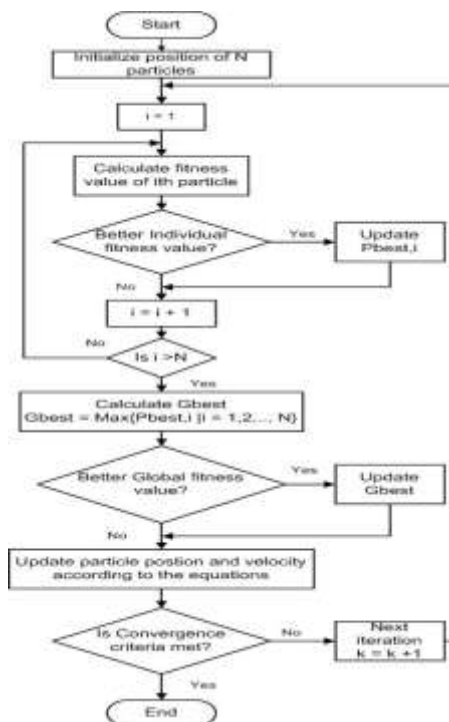 Start
Initialize position of N
particles
i = 1
Calculate fitness
value of ith particle
Better Individual
fitness value?
Yes
Update
Pbest,i
No
i = i + 1
No
Is i >N
Yes
Calculate Gbest
Gbest = Max{Pbest,i |i = 1,2,..., N}
Better Global fitness
value?
Yes
Update
Gbest
No
Update particle postion and velocity
according to the equations
Is Convergence
criteria met?
No
Next
iteration
k = k +1
Yes
End